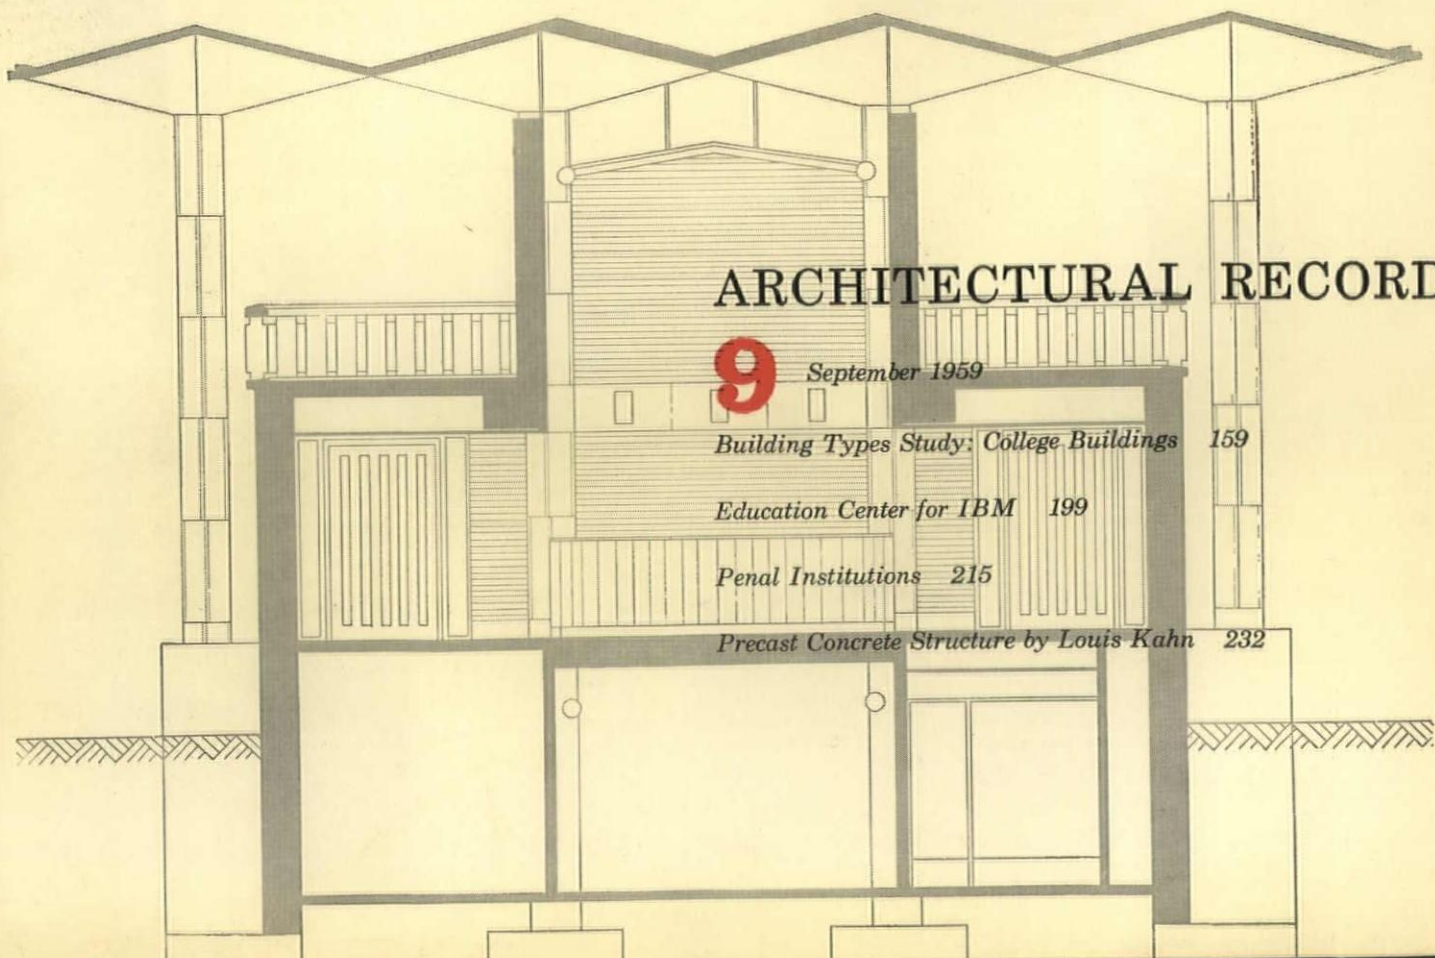 ARCHITECTURAL RECORD
9 September 1959
Building Types Study: College Buildings 159
Education Center for IBM 199
Penal Institutions 215
Precast Concrete Structure by Louis Kahn 232